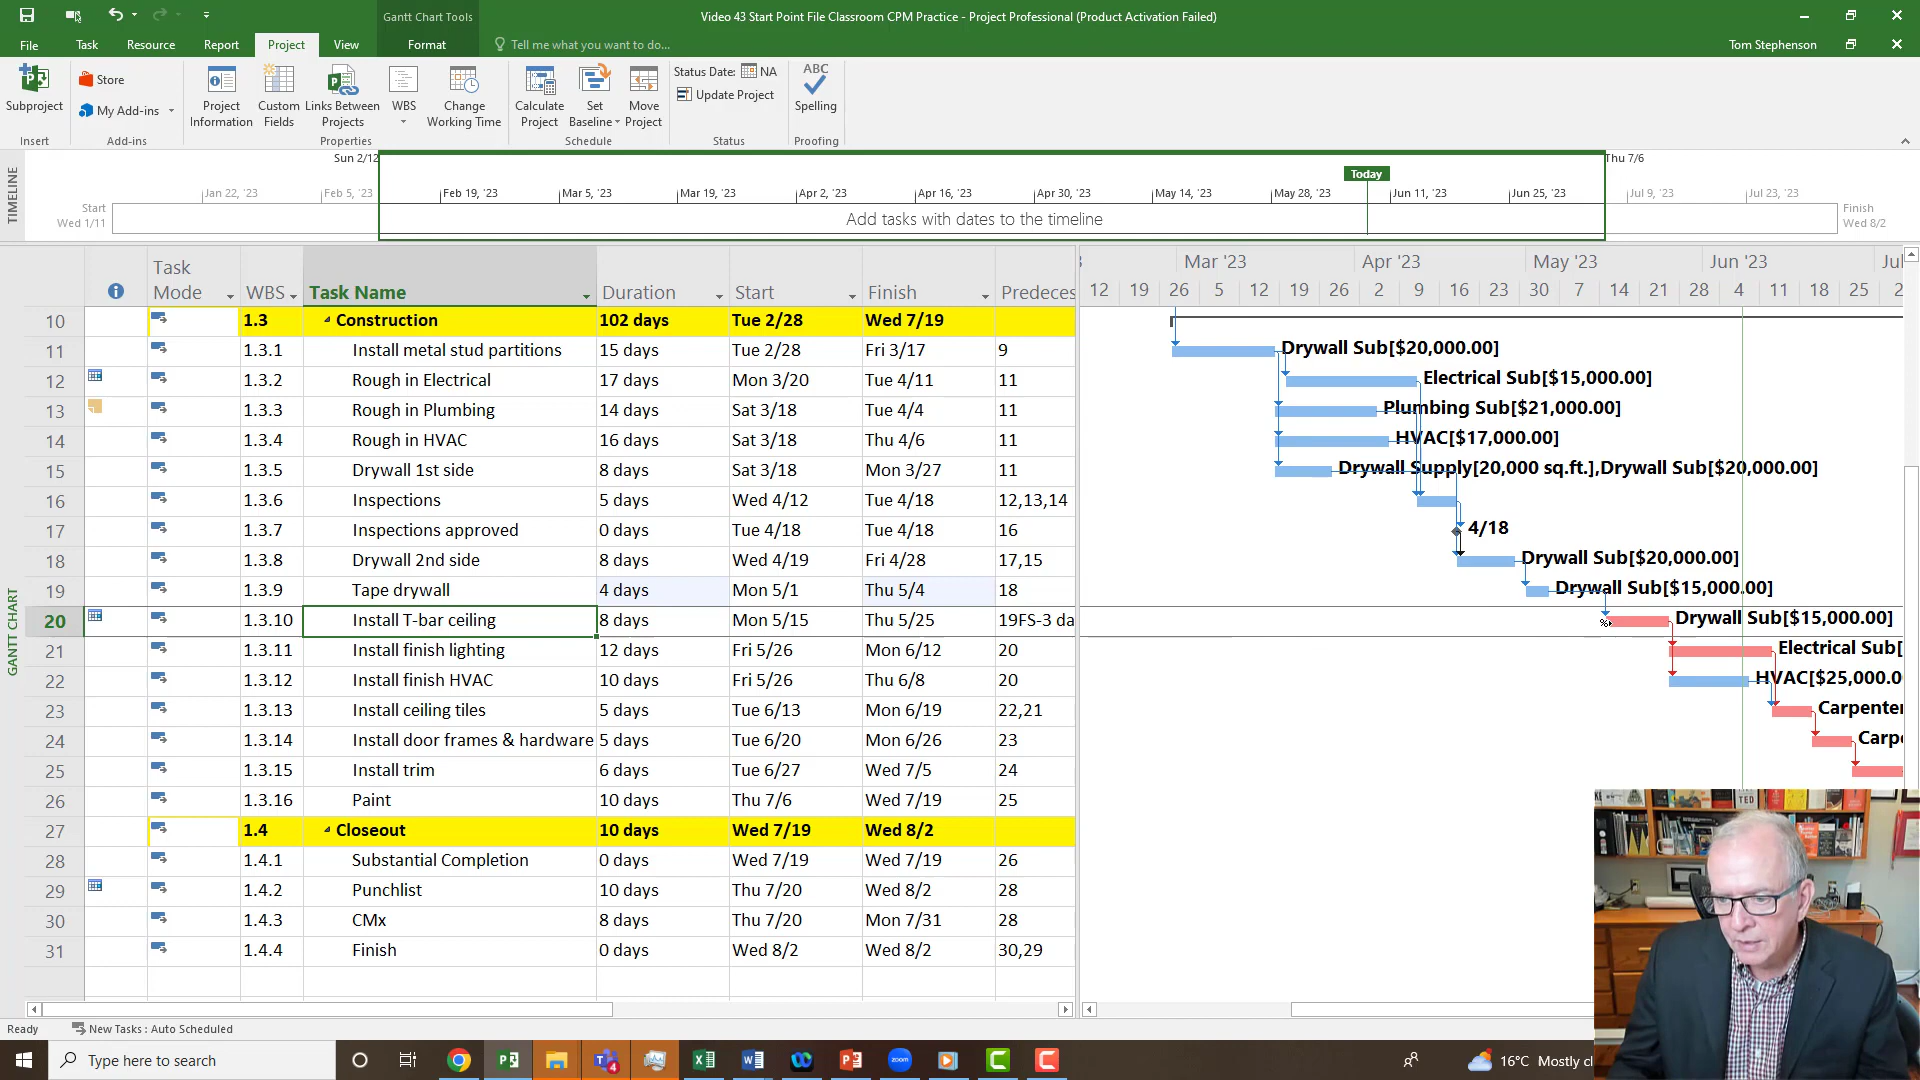 Gantt Chart Tools
Video 43 Start Point File Classroom CPM Practice - Project Professional (Product Activation Failed)
File
Task
Resource
Report
Project
View
Format
Tell me what you want to do...
Tom Stephenson
Subproject
Store
My Add-ins
Project Information
Custom Fields
Links Between Projects
WBS
Change Working Time
Calculate Project
Set Baseline
Move Project
Status Date: NA
Update Project
ABC
Spelling
Insert
Add-ins
Properties
Schedule
Status
Proofing
TIMELINE
Sun 2/12
Thu 7/6
Today
Jan 22, '23
Feb 5, '23
Feb 19, '23
Mar 5, '23
Mar 19, '23
Apr 2, '23
Apr 16, '23
Apr 30, '23
May 14, '23
May 28, '23
Jun 11, '23
Jun 25, '23
Jul 9, '23
Jul 23, '23
Start
Wed 1/11
Add tasks with dates to the timeline
Finish
Wed 8/2
GANTT CHART
Task Mode WBS Task Name Duration Start Finish Predeces
10 1.3 Construction 102 days Tue 2/28 Wed 7/19
11 1.3.1 Install metal stud partitions 15 days Tue 2/28 Fri 3/17 9
12 1.3.2 Rough in Electrical 17 days Mon 3/20 Tue 4/11 11
13 1.3.3 Rough in Plumbing 14 days Sat 3/18 Tue 4/4 11
14 1.3.4 Rough in HVAC 16 days Sat 3/18 Thu 4/6 11
15 1.3.5 Drywall 1st side 8 days Sat 3/18 Mon 3/27 11
16 1.3.6 Inspections 5 days Wed 4/12 Tue 4/18 12,13,14
17 1.3.7 Inspections approved 0 days Tue 4/18 Tue 4/18 16
18 1.3.8 Drywall 2nd side 8 days Wed 4/19 Fri 4/28 17,15
19 1.3.9 Tape drywall 4 days Mon 5/1 Thu 5/4 18
20 1.3.10 Install T-bar ceiling 8 days Mon 5/15 Thu 5/25 19FS-3 da
21 1.3.11 Install finish lighting 12 days Fri 5/26 Mon 6/12 20
22 1.3.12 Install finish HVAC 10 days Fri 5/26 Thu 6/8 20
23 1.3.13 Install ceiling tiles 5 days Tue 6/13 Mon 6/19 22,21
24 1.3.14 Install door frames & hardware 5 days Tue 6/20 Mon 6/26 23
25 1.3.15 Install trim 6 days Tue 6/27 Wed 7/5 24
26 1.3.16 Paint 10 days Thu 7/6 Wed 7/19 25
27 1.4 Closeout 10 days Wed 7/19 Wed 8/2
28 1.4.1 Substantial Completion 0 days Wed 7/19 Wed 7/19 26
29 1.4.2 Punchlist 10 days Thu 7/20 Wed 8/2 28
30 1.4.3 CMx 8 days Thu 7/20 Mon 7/31 28
31 1.4.4 Finish 0 days Wed 8/2 Wed 8/2 30,29
Mar '23 Apr '23 May '23 Jun '23 Jul
12 19 26 5 12 19 26 2 9 16 23 30 7 14 21 28 4 11 18 25 2
Drywall Sub[$20,000.00]
Electrical Sub[$15,000.00]
Plumbing Sub[$21,000.00]
HVAC[$17,000.00]
Drywall Supply[20,000 sq.ft.],Drywall Sub[$20,000.00]
4/18
Drywall Sub[$20,000.00]
Drywall Sub[$15,000.00]
Drywall Sub[$15,000.00]
Electrical Sub[
HVAC[$25,000.0
Carpenter
Carpe
TED
Ready
New Tasks : Auto Scheduled
Type here to search
4
zoom
16°C Mostly cl